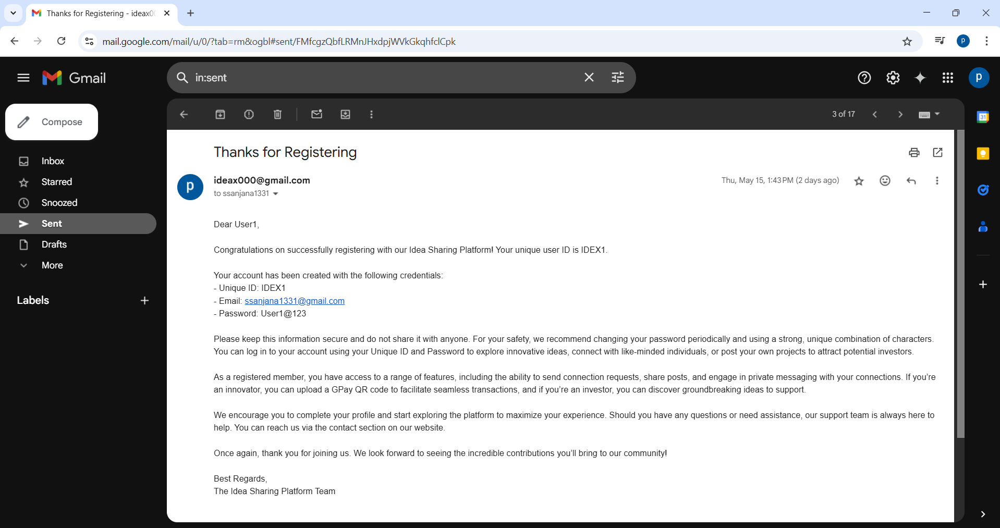 Thanks for Registering - ideax0
mail.google.com/mail/u/0/?tab=rm&ogbl#sent/FMfcgzQbfLRMnJHxdpjWVkGkqhfclCpk
p
Gmail
in:sent
p
Compose
3 of 17
31
Inbox
Starred
Snoozed
Sent
Drafts
More
Labels
Thanks for Registering
p
ideax000@gmail.com
Thu, May 15, 1:43 PM (2 days ago)
to ssanjana1331
Dear User1,
Congratulations on successfully registering with our Idea Sharing Platform! Your unique user ID is IDEX1.
Your account has been created with the following credentials:
- Unique ID: IDEX1
- Email: ssanjana1331@gmail.com
- Password: User1@123
Please keep this information secure and do not share it with anyone. For your safety, we recommend changing your password periodically and using a strong, unique combination of characters.
You can log in to your account using your Unique ID and Password to explore innovative ideas, connect with like-minded individuals, or post your own projects to attract potential investors.
As a registered member, you have access to a range of features, including the ability to send connection requests, share posts, and engage in private messaging with your connections. If you’re
an innovator, you can upload a GPay QR code to facilitate seamless transactions, and if you’re an investor, you can discover groundbreaking ideas to support.
We encourage you to complete your profile and start exploring the platform to maximize your experience. Should you have any questions or need assistance, our support team is always here to
help. You can reach us via the contact section on our website.
Once again, thank you for joining us. We look forward to seeing the incredible contributions you’ll bring to our community!
Best Regards,
The Idea Sharing Platform Team